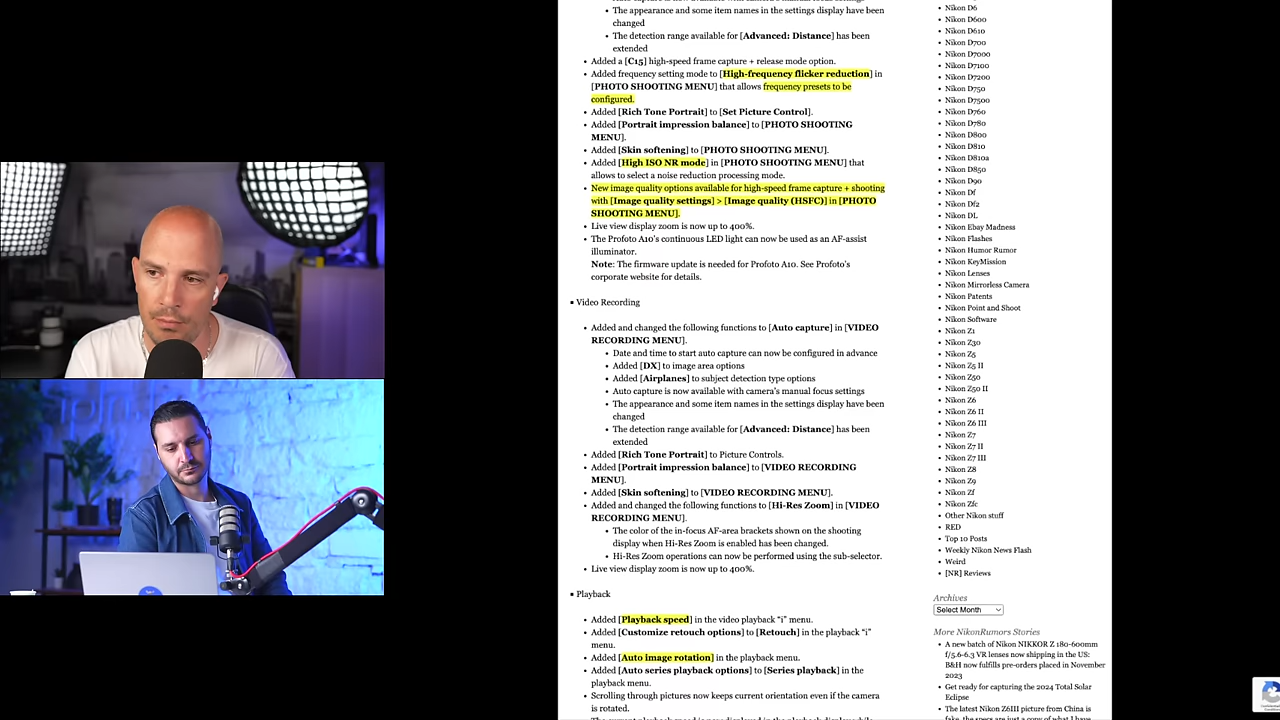 • The appearance and some item names in the settings display have been
changed
• The detection range available for [Advanced: Distance] has been
extended
• Added a [C15] high-speed frame capture + release mode option.
• Added frequency setting mode to [High-frequency flicker reduction] in
[PHOTO SHOOTING MENU] that allows frequency presets to be
configured.
• Added [Rich Tone Portrait] to [Set Picture Control].
• Added [Portrait impression balance] to [PHOTO SHOOTING
MENU].
• Added [Skin softening] to [PHOTO SHOOTING MENU].
• Added [High ISO NR mode] in [PHOTO SHOOTING MENU] that
allows to select a noise reduction processing mode.
• New image quality options available for high-speed frame capture + shooting
with [Image quality settings] > [Image quality (HSFC)] in [PHOTO
SHOOTING MENU].
• Live view display zoom is now up to 400%.
• The Profoto A10's continuous LED light can now be used as an AF-assist
illuminator.
Note: The firmware update is needed for Profoto A10. See Profoto's
corporate website for details.
▪ Video Recording
• Added and changed the following functions to [Auto capture] in [VIDEO
RECORDING MENU].
• Date and time to start auto capture can now be configured in advance
• Added [DX] to image area options
• Added [Airplanes] to subject detection type options
• Auto capture is now available with camera's manual focus settings
• The appearance and some item names in the settings display have been
changed
• The detection range available for [Advanced: Distance] has been
extended
• Added [Rich Tone Portrait] to Picture Controls.
• Added [Portrait impression balance] to [VIDEO RECORDING
MENU].
• Added [Skin softening] to [VIDEO RECORDING MENU].
• Added and changed the following functions to [Hi-Res Zoom] in [VIDEO
RECORDING MENU].
• The color of the in-focus AF-area brackets shown on the shooting
display when Hi-Res Zoom is enabled has been changed.
• Hi-Res Zoom operations can now be performed using the sub-selector.
• Live view display zoom is now up to 400%.
▪ Playback
• Added [Playback speed] in the video playback “i” menu.
• Added [Customize retouch options] to [Retouch] in the playback “i”
menu.
• Added [Auto image rotation] in the playback menu.
• Added [Auto series playback options] to [Series playback] in the
playback menu.
• Scrolling through pictures now keeps current orientation even if the camera
is rotated.
• Nikon D6
• Nikon D600
• Nikon D610
• Nikon D700
• Nikon D7000
• Nikon D7100
• Nikon D7200
• Nikon D750
• Nikon D7500
• Nikon D760
• Nikon D780
• Nikon D800
• Nikon D810
• Nikon D810a
• Nikon D850
• Nikon D90
• Nikon Df
• Nikon Df2
• Nikon DL
• Nikon Ebay Madness
• Nikon Flashes
• Nikon Humor Rumor
• Nikon KeyMission
• Nikon Lenses
• Nikon Mirrorless Camera
• Nikon Patents
• Nikon Point and Shoot
• Nikon Software
• Nikon Z1
• Nikon Z30
• Nikon Z5
• Nikon Z5 II
• Nikon Z50
• Nikon Z50 II
• Nikon Z6
• Nikon Z6 II
• Nikon Z6 III
• Nikon Z7
• Nikon Z7 II
• Nikon Z7 III
• Nikon Z8
• Nikon Z9
• Nikon Zf
• Nikon Zfc
• Other Nikon stuff
• RED
• Top 10 Posts
• Weekly Nikon News Flash
• Weird
• [NR] Reviews
Archives
Select Month
More NikonRumors Stories
• A new batch of Nikon NIKKOR Z 180-600mm
f/5.6-6.3 VR lenses now shipping in the US:
B&H now fulfills pre-orders placed in November
2023
• Get ready for capturing the 2024 Total Solar
Eclipse
• The latest Nikon Z6III picture from China is
fake, the specs are just a copy of what I have